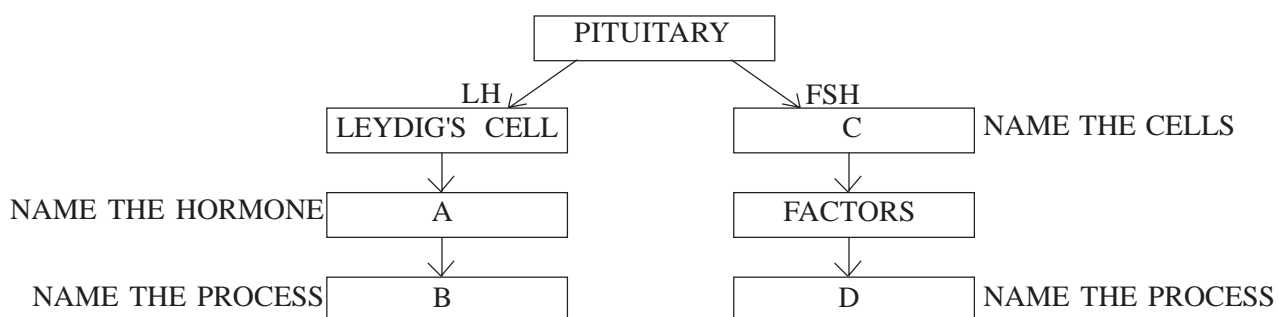 PITUITARY
LH FSH
LEYDIG'S CELL C NAME THE CELLS
NAME THE HORMONE A FACTORS
NAME THE PROCESS B D NAME THE PROCESS